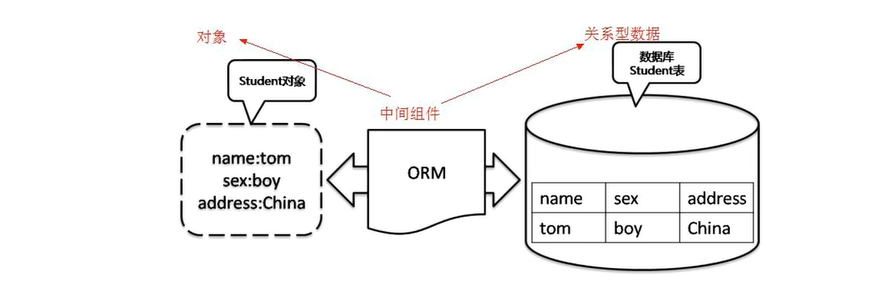 对象
关系型数据
Student对象
数据库
Student表
中间组件
name:tom
sex:boy
address:China
ORM
name sex address
tom boy China